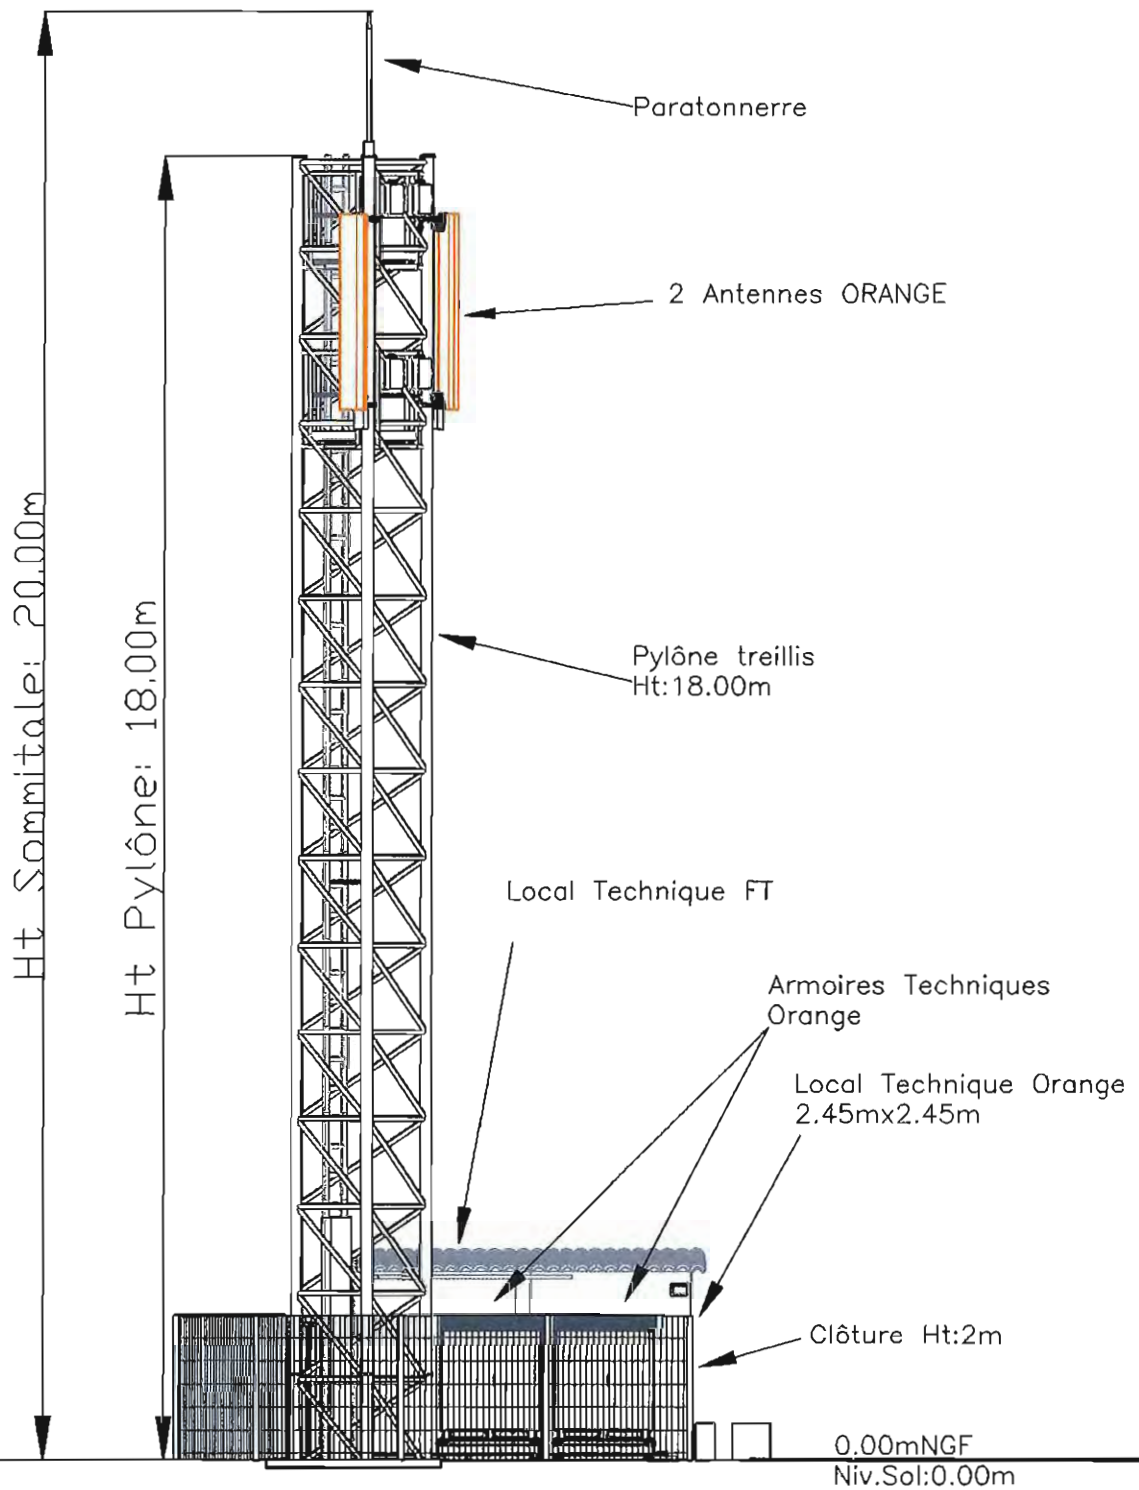 Paratonnerre
2 Antennes ORANGE
Ht Sommitale: 20.00m
Ht Pylône: 18.00m
Pylône treillis
Ht:18.00m
Local Technique FT
Armoires Techniques
Orange
Local Technique Orange
2.45mx2.45m
Clôture Ht:2m
0.00mNGF
Niv.Sol:0.00m